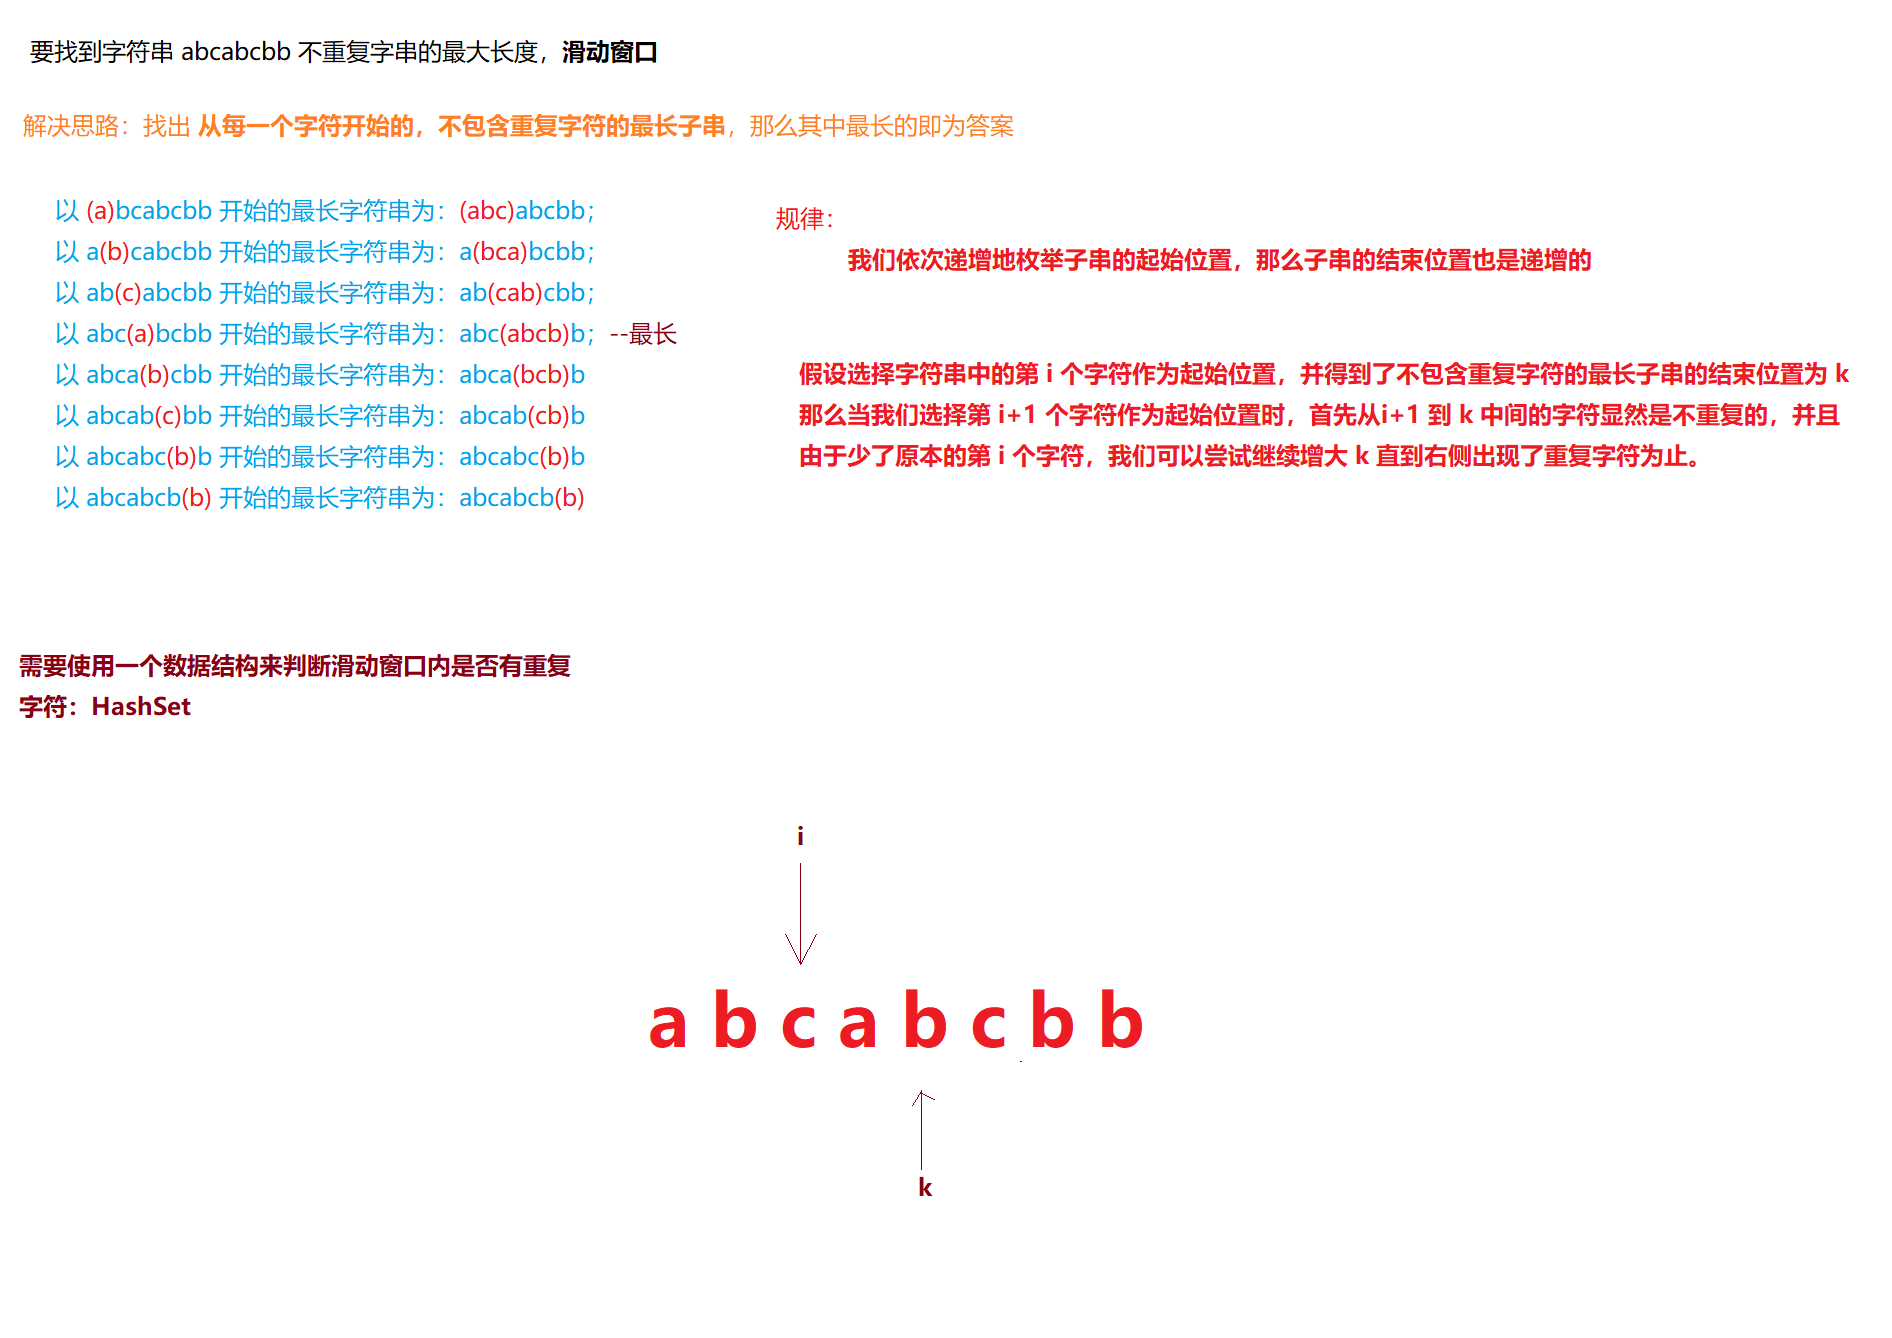 要找到字符串 abcabcbb 不重复字串的最大长度，滑动窗口
解决思路：找出 从每一个字符开始的，不包含重复字符的最长子串，那么其中最长的即为答案
以 (a)bcabcbb 开始的最长字符串为：(abc)abcbb；
以 a(b)cabcbb 开始的最长字符串为：a(bca)bcbb；
以 ab(c)abcbb 开始的最长字符串为：ab(cab)cbb；
以 abc(a)bcbb 开始的最长字符串为：abc(abcb)b；--最长
以 abca(b)cbb 开始的最长字符串为：abca(bcb)b
以 abcab(c)bb 开始的最长字符串为：abcab(cb)b
以 abcabc(b)b 开始的最长字符串为：abcabc(b)b
以 abcabcb(b) 开始的最长字符串为：abcabcb(b)
规律：
我们依次递增地枚举子串的起始位置，那么子串的结束位置也是递增的
假设选择字符串中的第 i 个字符作为起始位置，并得到了不包含重复字符的最长子串的结束位置为 k
那么当我们选择第 i+1 个字符作为起始位置时，首先从i+1 到 k 中间的字符显然是不重复的，并且
由于少了原本的第 i 个字符，我们可以尝试继续增大 k 直到右侧出现了重复字符为止。
需要使用一个数据结构来判断滑动窗口内是否有重复
字符：HashSet
i
a b c a b c b b
k